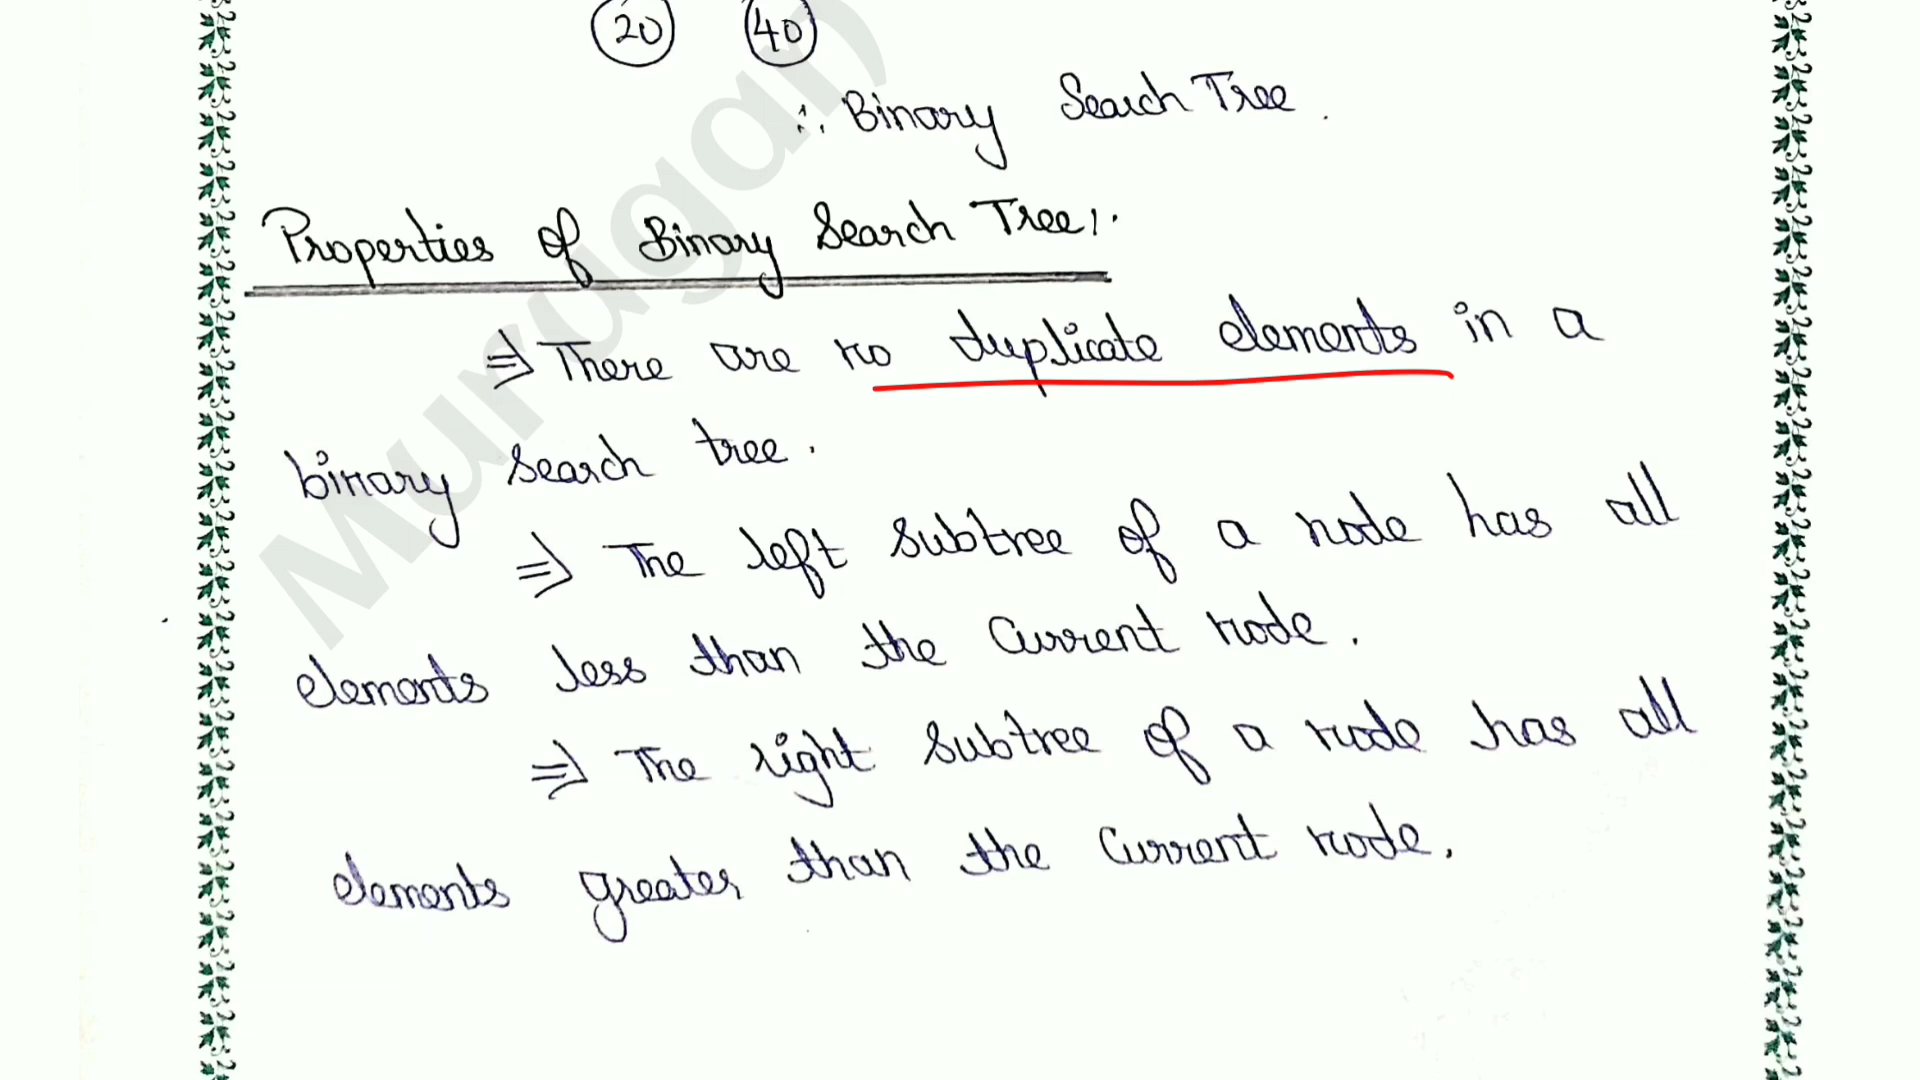 20 40
∴ Binary Search Tree.
Properties of Binary Search Tree:.
⇒ There are no duplicate elements in a
binary search tree.
⇒ The left subtree of a node has all
elements less than the Current node.
⇒ The right subtree of a node has all
elements greater than the Current node.
Murugan)